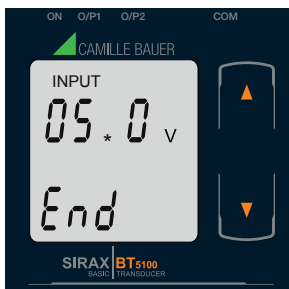 ON O/P1 O/P2 COM
CAMILLE BAUER
INPUT
05*0 V
End
SIRAX BT5100
BASIC TRANSDUCER